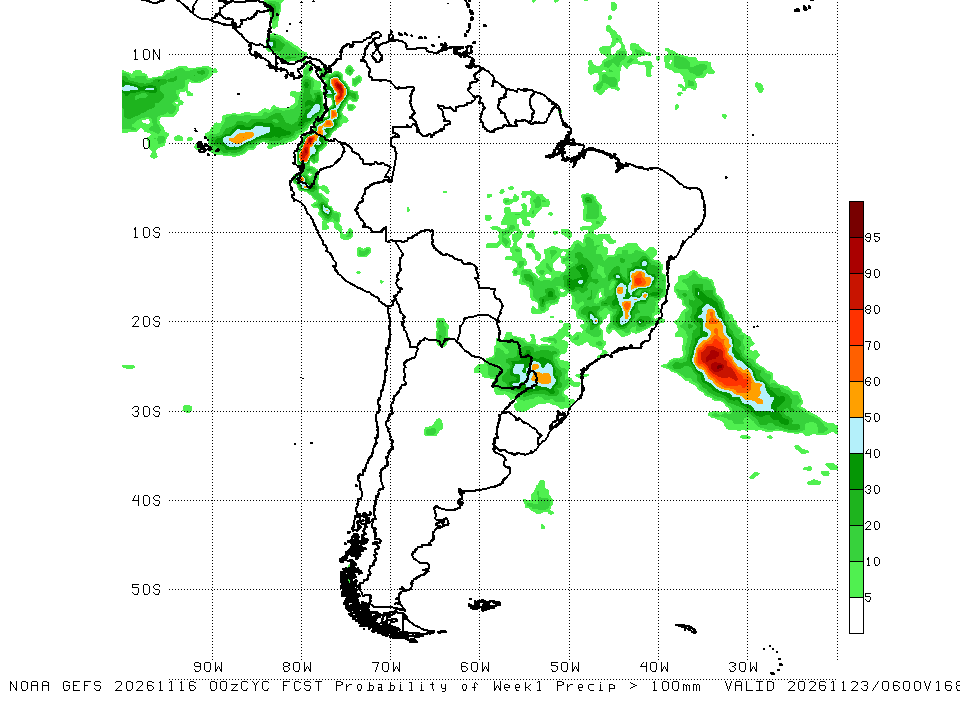 10N
0
10S
20S
30S
40S
50S
95
90
80
70
60
50
40
30
20
10
5
90W 80W 70W 60W 50W 40W 30W
NOAA GEFS 20261116 00zCYC FCST Probability of Week1 Precip > 100mm VALID 20261123/0600V168